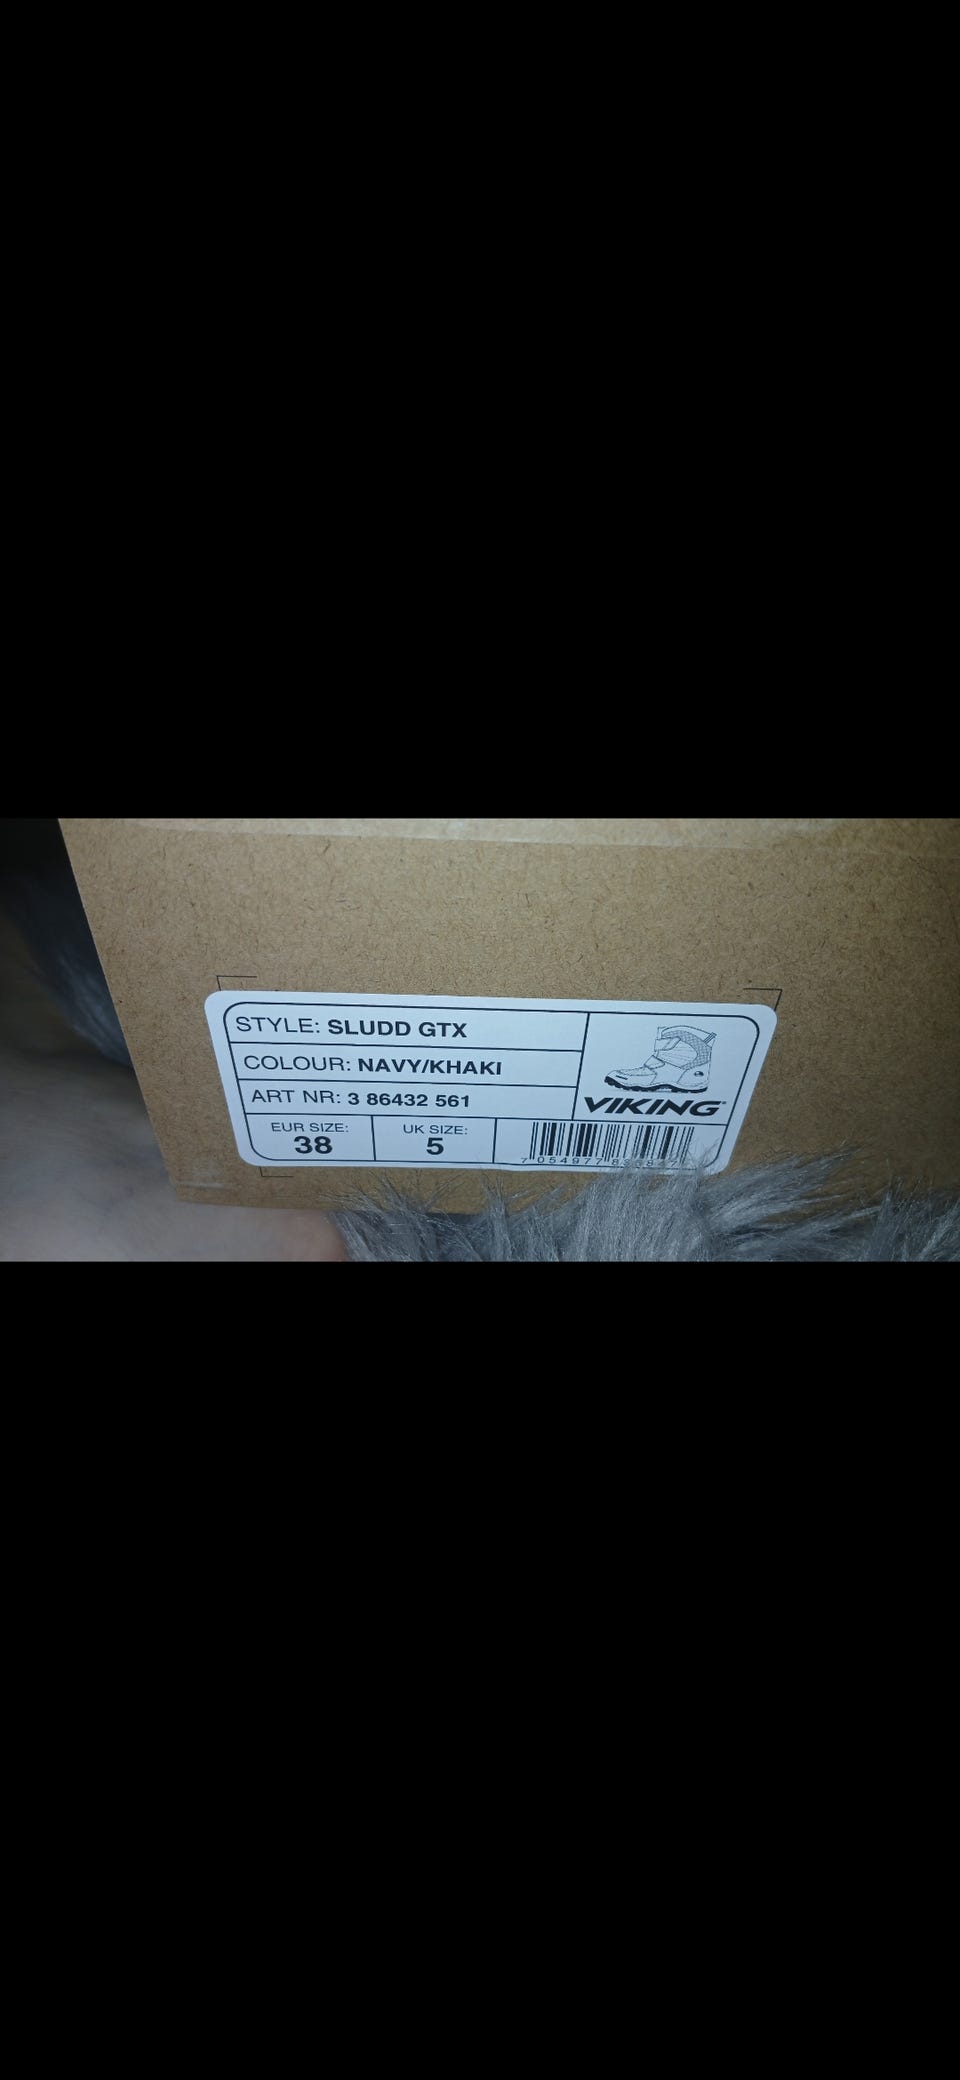 STYLE: SLUDD GTX
COLOUR: NAVY/KHAKI
ART NR: 3 86432 561
VIKING
EUR SIZE:
38
UK SIZE:
5